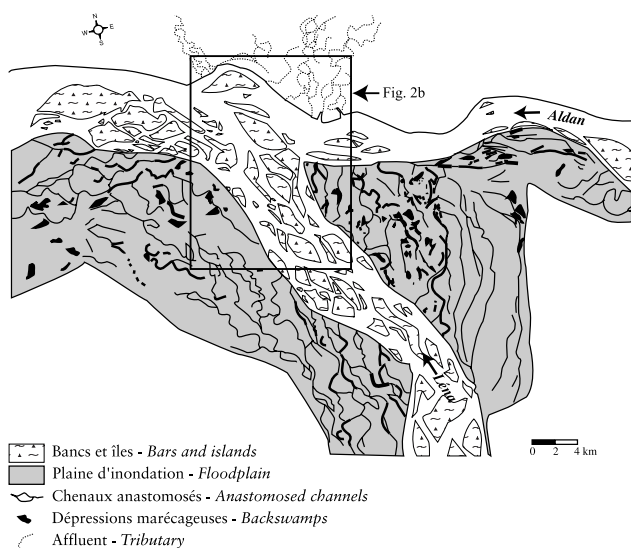 N
W E
S
Fig. 2b
Aldan
Léna
Bancs et îles - Bars and islands
Plaine d'inondation - Floodplain
Chenaux anastomosés - Anastomosed channels
Dépressions marécageuses - Backswamps
Affluent - Tributary
0 2 4 km